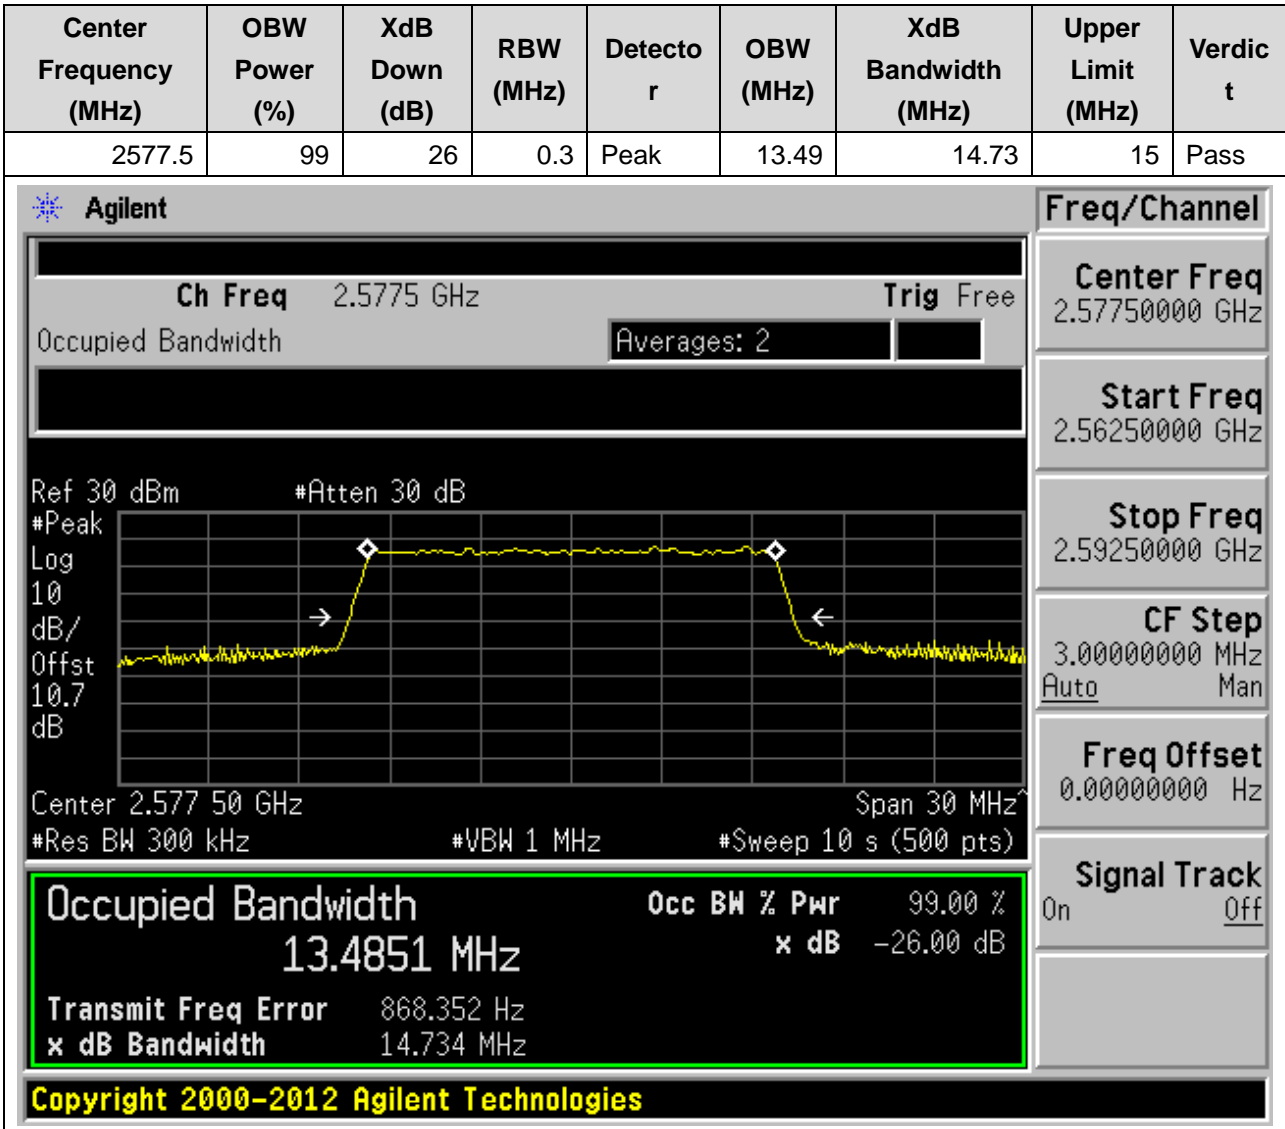 Center Frequency (MHz) OBW Power (%) XdB Down (dB) RBW (MHz) Detecto r OBW (MHz) XdB Bandwidth (MHz) Upper Limit (MHz) Verdic t
2577.5 99 26 0.3 Peak 13.49 14.73 15 Pass
Agilent
Freq/Channel
Ch Freq 2.5775 GHz Trig Free
Occupied Bandwidth Averages: 2
Center Freq
2.57750000 GHz
Start Freq
2.56250000 GHz
Stop Freq
2.59250000 GHz
CF Step
3.00000000 MHz
Auto Man
Freq Offset
0.00000000 Hz
Signal Track
On Off
Ref 30 dBm #Atten 30 dB
#Peak
Log
10
dB/
Offst
10.7
dB
Center 2.577 50 GHz Span 30 MHz^
#Res BW 300 kHz #VBW 1 MHz #Sweep 10 s (500 pts)
Occupied Bandwidth Occ BW % Pwr 99.00 %
13.4851 MHz x dB -26.00 dB
Transmit Freq Error 868.352 Hz
x dB Bandwidth 14.734 MHz
Copyright 2000-2012 Agilent Technologies